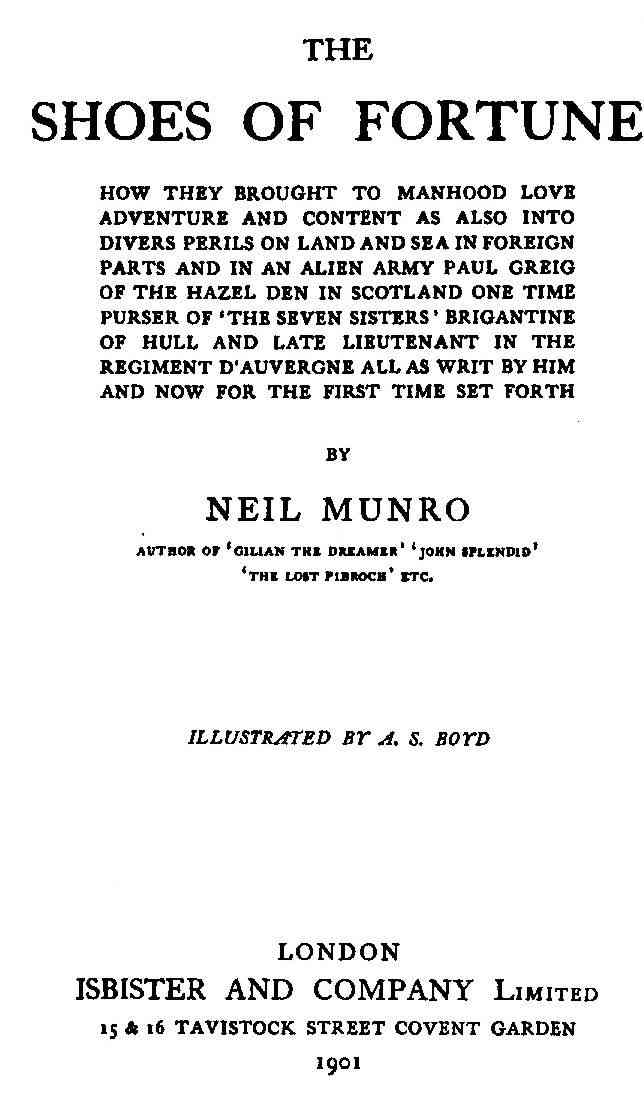 THE
SHOES OF FORTUNE
HOW THEY BROUGHT TO MANHOOD LOVE
ADVENTURE AND CONTENT AS ALSO INTO
DIVERS PERILS ON LAND AND SEA IN FOREIGN
PARTS AND IN AN ALIEN ARMY PAUL GREIG
OF THE HAZEL DEN IN SCOTLAND ONE TIME
PURSER OF 'THE SEVEN SISTERS' BRIGANTINE
OF HULL AND LATE LIEUTENANT IN THE
REGIMENT D'AUVERGNE ALL AS WRIT BY HIM
AND NOW FOR THE FIRST TIME SET FORTH
BY
NEIL MUNRO
AUTHOR OF 'GILIAN THE DREAMER' 'JOHN SPLENDID'
'THE LOST PIBROCH' ETC.
ILLUSTRATED BY A. S. BOYD
LONDON
ISBISTER AND COMPANY LIMITED
15 & 16 TAVISTOCK STREET COVENT GARDEN
1901